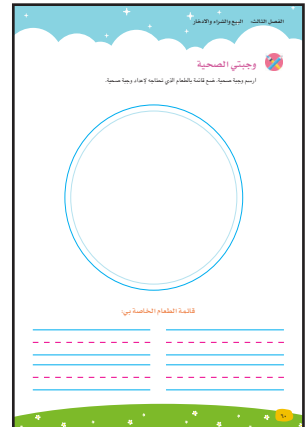 الفصل الثالث: البيع والشراء والادخار
وجبتي الصحية
ارسم وجبة صحية. ضع قائمة بالطعام الذي تحتاجه لإعداد وجبة صحية.
قائمة الطعام الخاصة بي:
٦٠